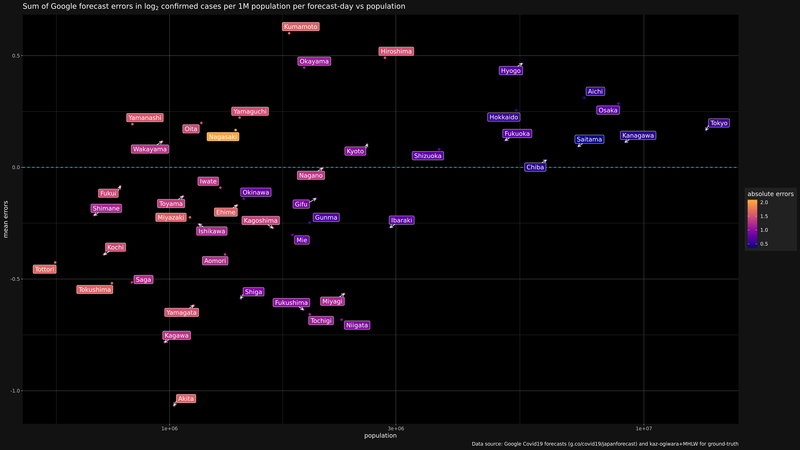 Sum of Google forecast errors in log₂ confirmed cases per 1M population per forecast-day vs population
Kumamoto
Hiroshima
0.5
Okayama
Hyogo
Aichi
Osaka
Yamaguchi
Yamanashi
Hokkaido
Tokyo
Oita
Nagasaki
Fukuoka
Kanagawa
Saitama
Wakayama
Kyoto
Shizuoka
0.0
Chiba
Nagano
Iwate
Fukui
Okinawa
absolute errors
2.0
1.5
1.0
0.5
mean errors
Shimane
Toyama
Gifu
Miyazaki
Ehime
Kagoshima
Gunma
Ibaraki
Ishikawa
Mie
Kochi
Aomori
Tottori
-0.5
Saga
Tokushima
Shiga
Fukushima
Miyagi
Yamagata
Tochigi
Niigata
Kagawa
-1.0
Akita
1e+06
3e+06
1e+07
population
Data source: Google Covid19 forecasts (g.co/covid19/japanforecast) and kaz-ogiwara+MHLW for ground-truth